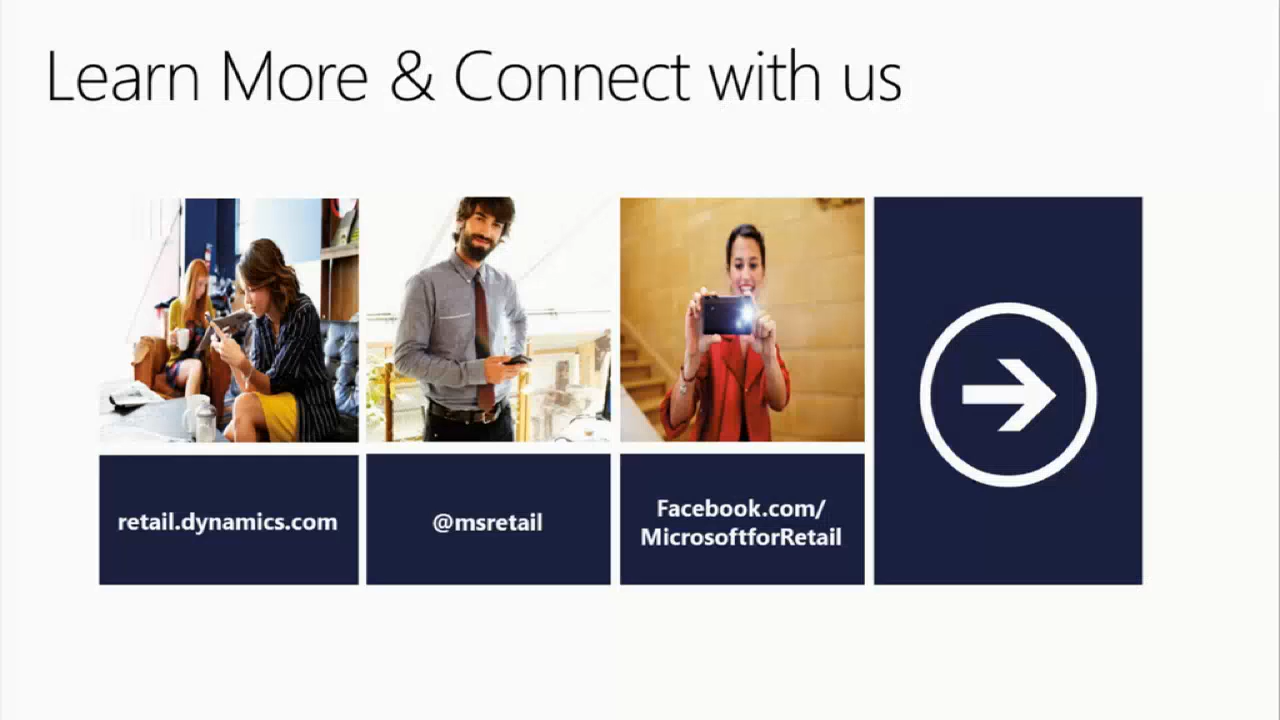 Learn More & Connect with us
retail.dynamics.com
@msretail
Facebook.com/
MicrosoftforRetail